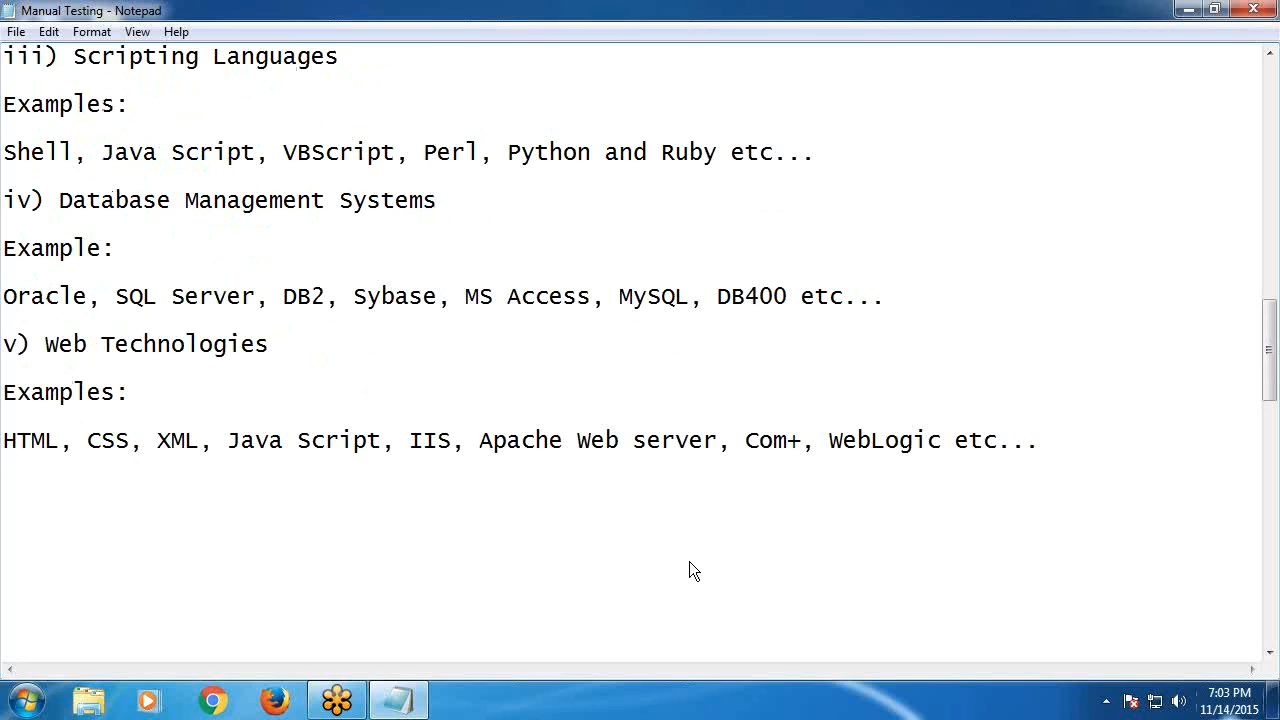 Manual Testing - Notepad
File Edit Format View Help
iii) Scripting Languages
Examples:
Shell, Java Script, VBScript, Perl, Python and Ruby etc...
iv) Database Management Systems
Example:
Oracle, SQL Server, DB2, Sybase, MS Access, MySQL, DB400 etc...
v) Web Technologies
Examples:
HTML, CSS, XML, Java Script, IIS, Apache Web server, Com+, WebLogic etc...
7:03 PM
11/14/2015